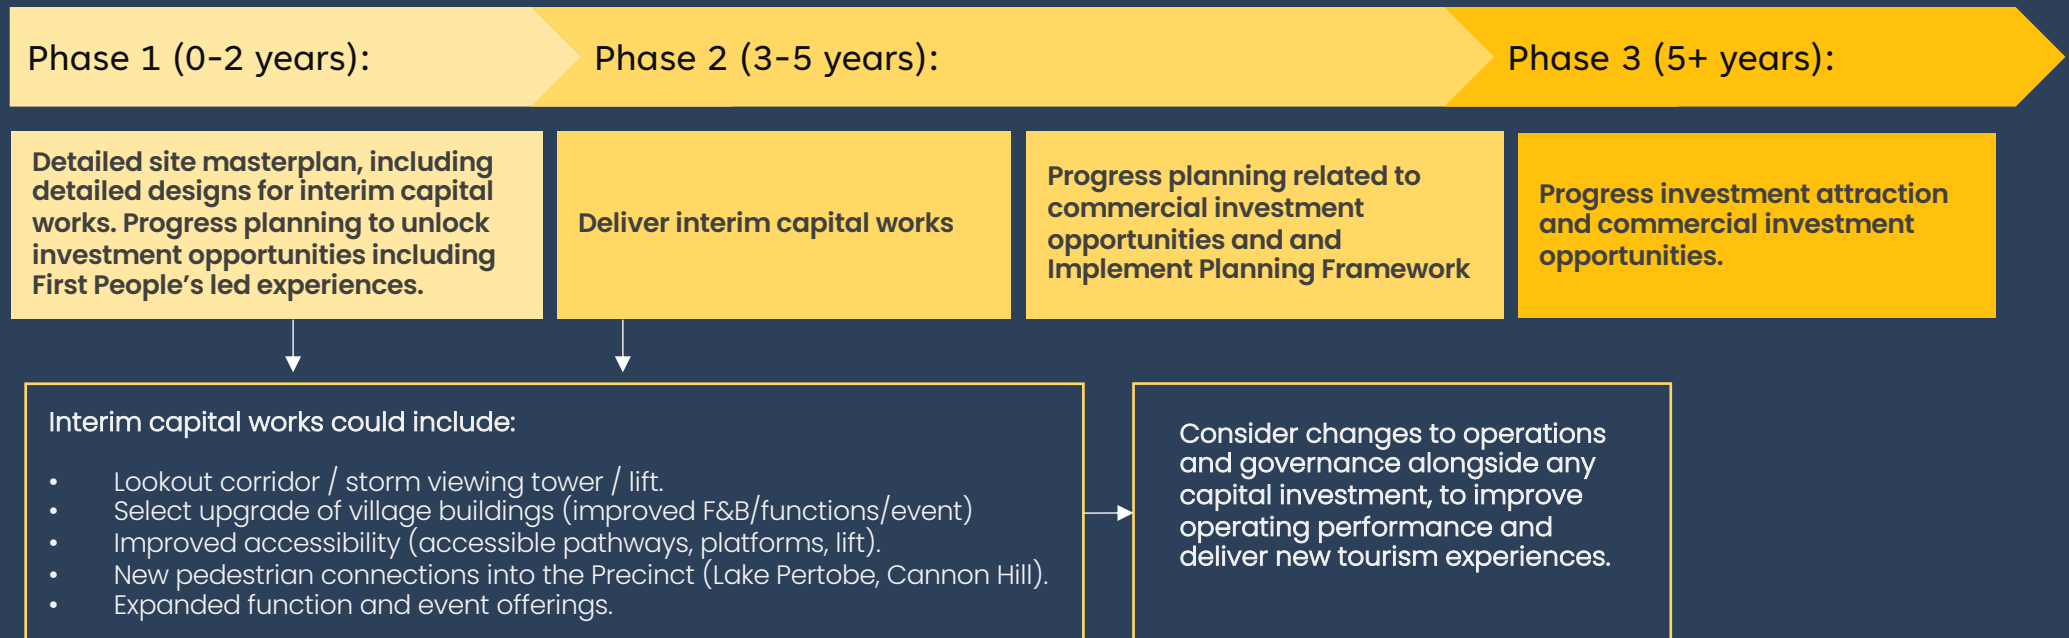 Phase 1 (0-2 years):
Phase 2 (3-5 years):
Phase 3 (5+ years):
Detailed site masterplan, including
detailed designs for interim capital
works. Progress planning to unlock
investment opportunities including
First People’s led experiences.
Deliver interim capital works
Progress planning related to
commercial investment
opportunities and and
Implement Planning Framework
Progress investment attraction
and commercial investment
opportunities.
Interim capital works could include:
• Lookout corridor / storm viewing tower / lift.
• Select upgrade of village buildings (improved F&B/functions/event)
• Improved accessibility (accessible pathways, platforms, lift).
• New pedestrian connections into the Precinct (Lake Pertobe, Cannon Hill).
• Expanded function and event offerings.
Consider changes to operations
and governance alongside any
capital investment, to improve
operating performance and
deliver new tourism experiences.